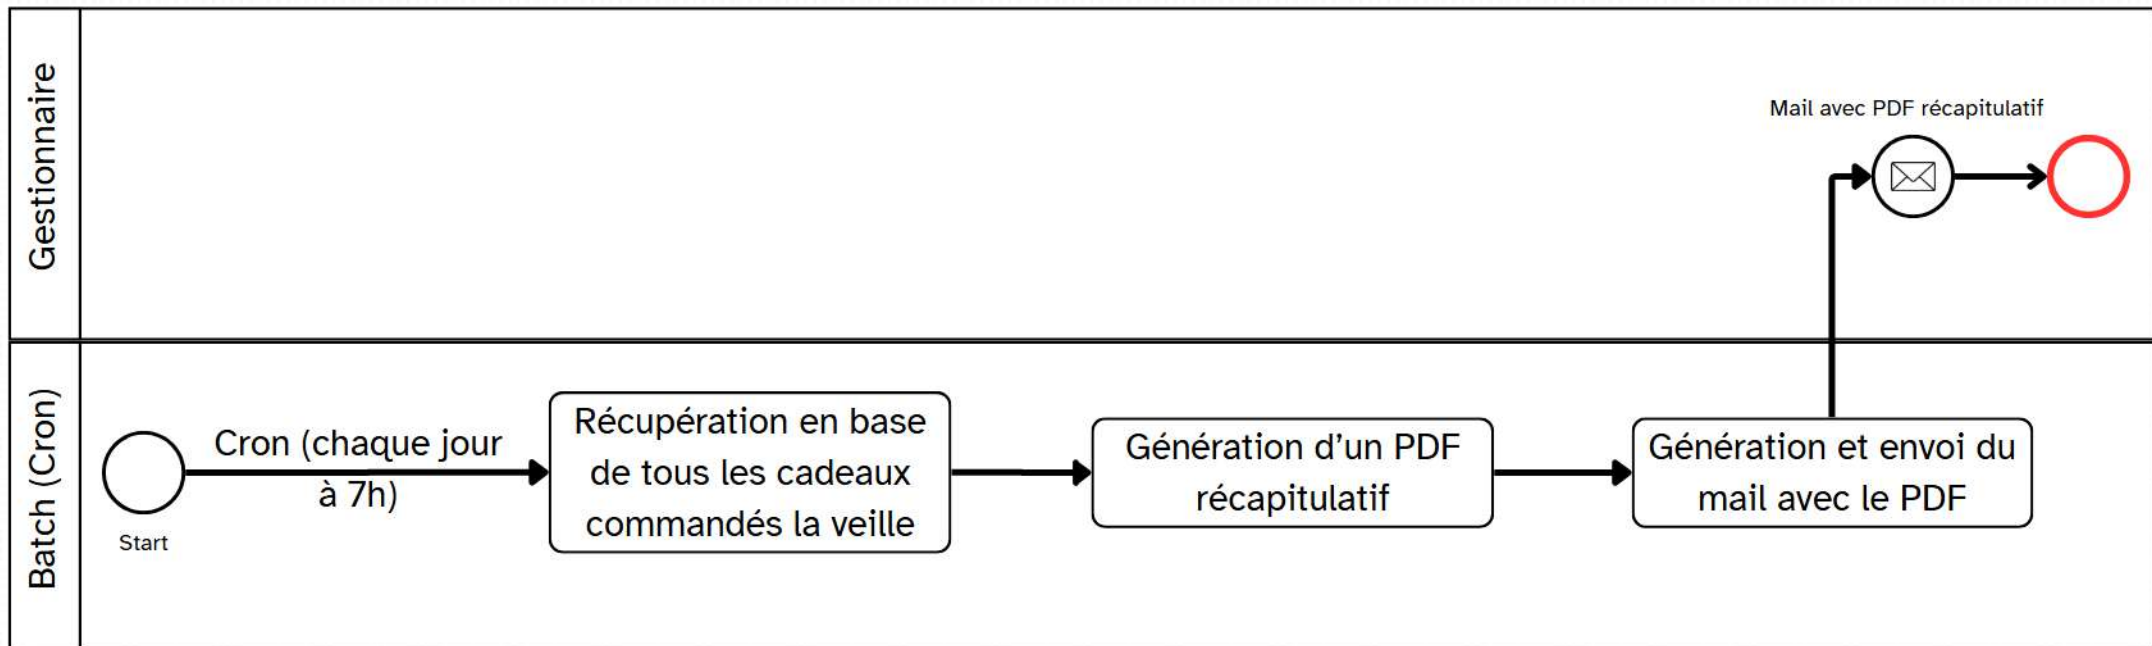 Gestionnaire
Mail avec PDF récapitulatif
Batch (Cron)
Start
Cron (chaque jour
à 7h)
Récupération en base
de tous les cadeaux
commandés la veille
Génération d’un PDF
récapitulatif
Génération et envoi du
mail avec le PDF